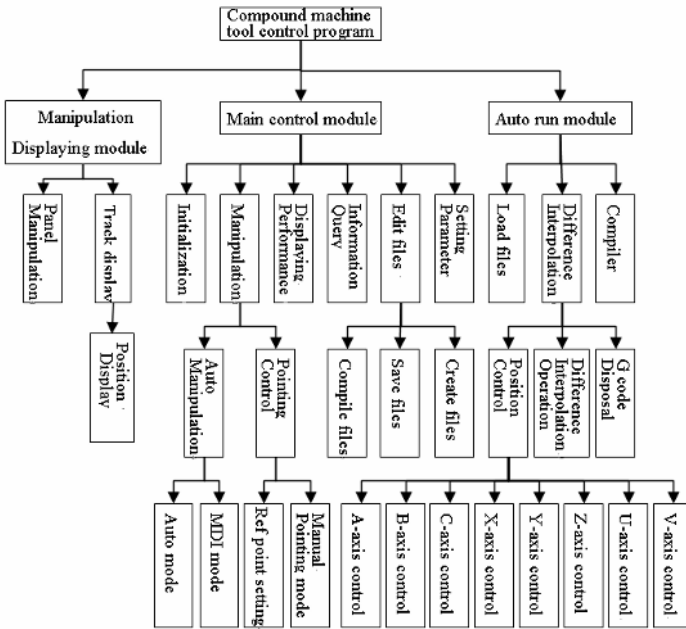 Compound machine
tool control program
Manipulation
Displaying module
Main control module
Auto run module
Panel
Manipulation
Track display
Initialization
Manipulation
Displaying
Performance
Information
Query
Edit files
Setting
Parameter
Load files
Difference
Interpolation
Compiler
Position
Display
Auto
Manipulation
Pointing
Control
Compile files
Save files
Create files
Position
Control
Difference
Interpolation
Operation
G code
Disposal
Auto mode
MDI mode
Ref point setting
Manual
Pointing mode
A-axis control
B-axis control
C-axis control
X-axis control
Y-axis control
Z-axis control
U-axis control
V-axis control